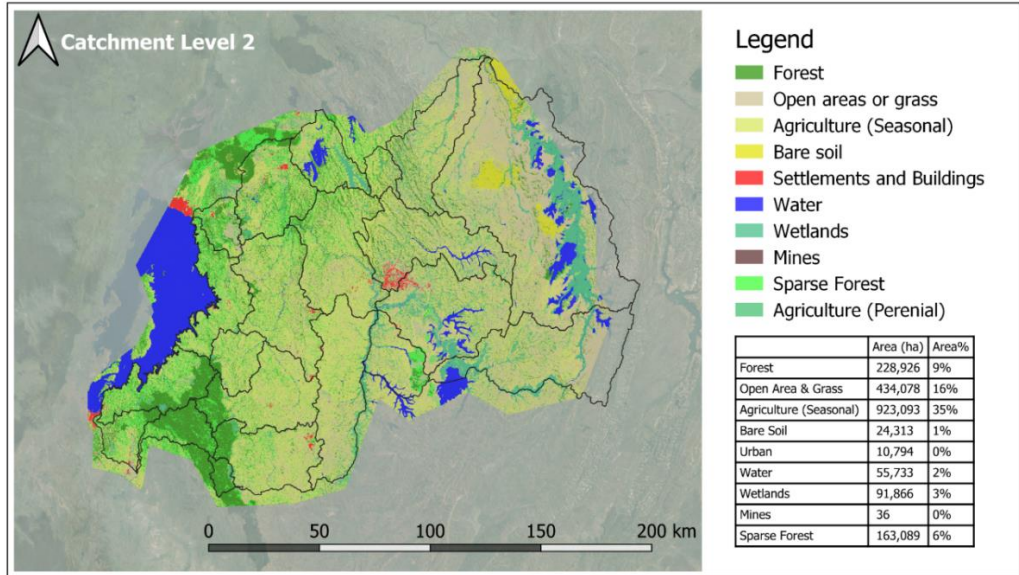 Catchment Level 2
Legend
Forest
Open areas or grass
Agriculture (Seasonal)
Bare soil
Settlements and Buildings
Water
Wetlands
Mines
Sparse Forest
Agriculture (Perenial)
Area (ha) Area%
Forest 228,926 9%
Open Area & Grass 434,078 16%
Agriculture (Seasonal) 923,093 35%
Bare Soil 24,313 1%
Urban 10,794 0%
Water 55,733 2%
Wetlands 91,866 3%
Mines 36 0%
Sparse Forest 163,089 6%
0 50 100 150 200 km